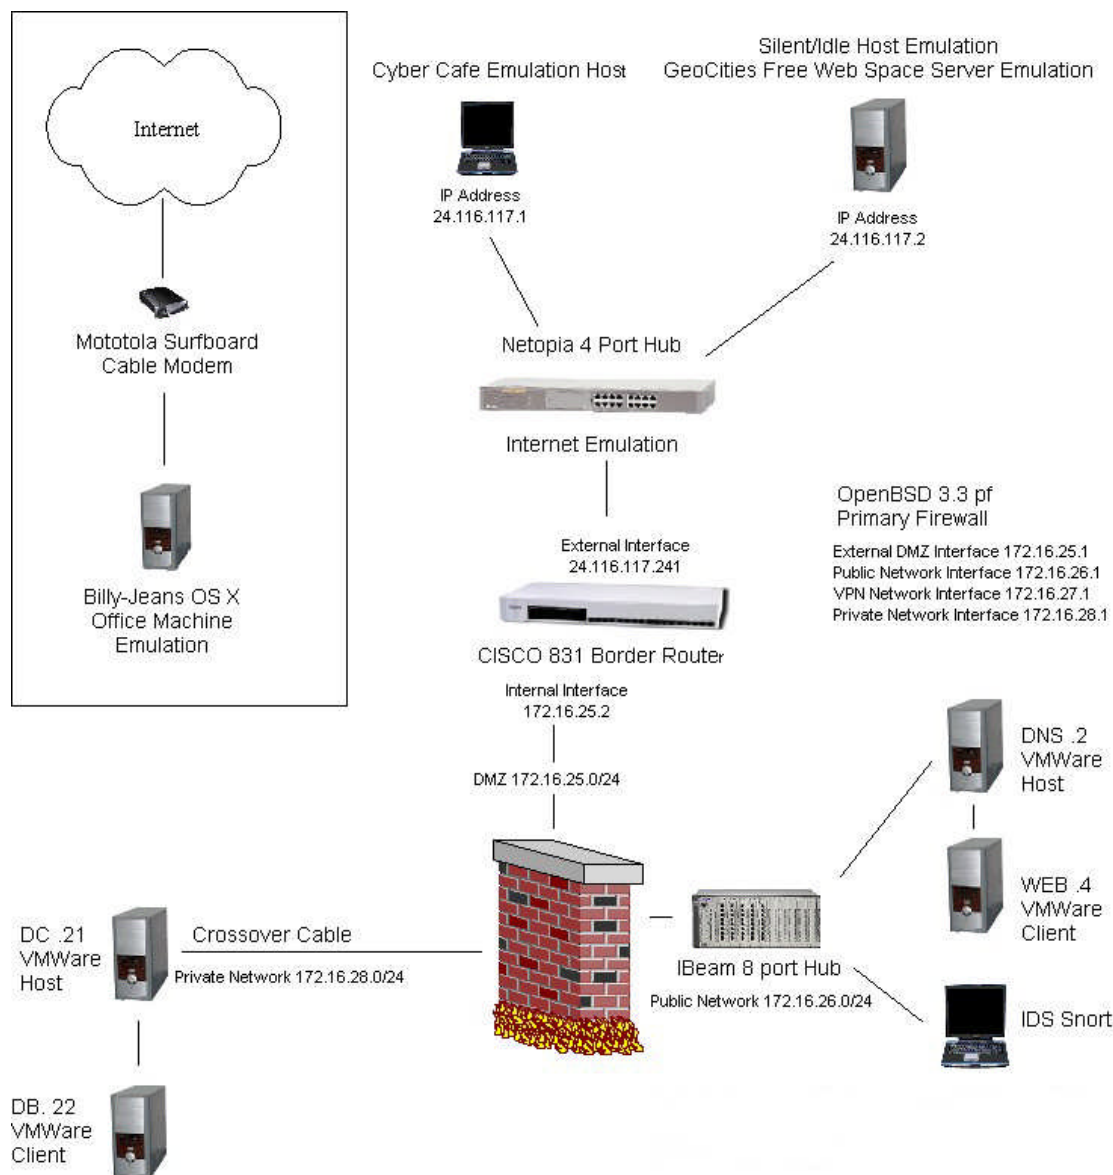 Internet
Mototola Surfboard
Cable Modem
Billy-Jeans OS X
Office Machine
Emulation
Cyber Cafe Emulation Host
IP Address
24.116.117.1
Silent/Idle Host Emulation
GeoCities Free Web Space Server Emulation
IP Address
24.116.117.2
Netopia 4 Port Hub
Internet Emulation
External Interface
24.116.117.241
CISCO 831 Border Router
Internal Interface
172.16.25.2
DMZ 172.16.25.0/24
OpenBSD 3.3 pf
Primary Firewall
External DMZ Interface 172.16.25.1
Public Network Interface 172.16.26.1
VPN Network Interface 172.16.27.1
Private Network Interface 172.16.28.1
DNS .2
VMWare
Host
WEB .4
VMWare
Client
IBeam 8 port Hub
Public Network 172.16.26.0/24
IDS Snort
DC .21
VMWare
Host
Crossover Cable
Private Network 172.16.28.0/24
DB. 22
VMWare
Client